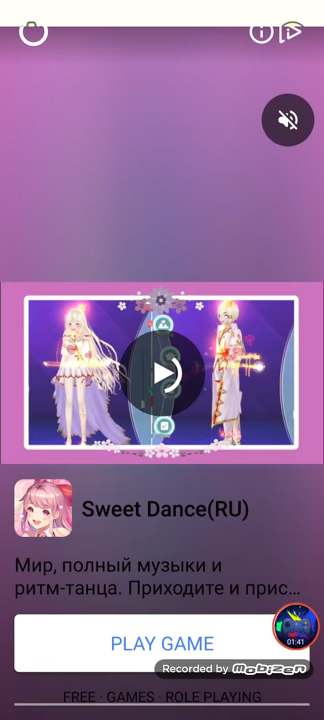 Sweet Dance(RU)
Мир, полный музыки и
ритм-танца. Приходите и прис...
PLAY GAME
01:41
Recorded by mobizen
FREE · GAMES · ROLE PLAYING